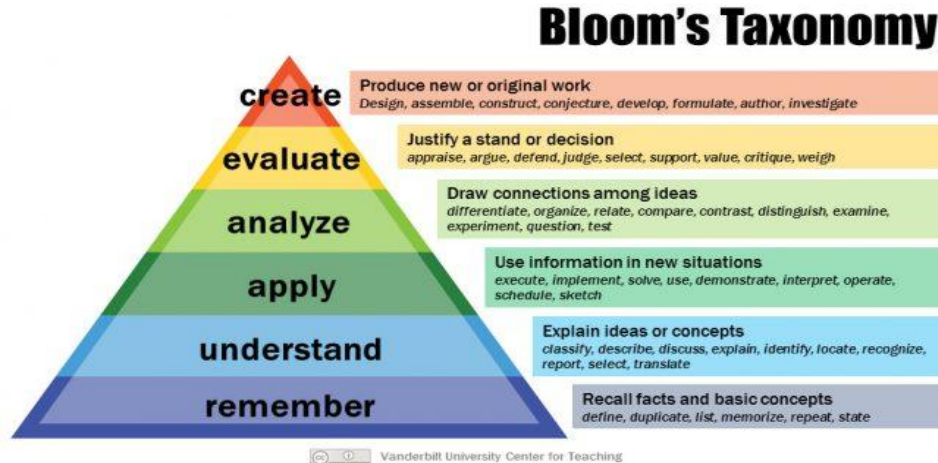 Bloom's Taxonomy
create
Produce new or original work
Design, assemble, construct, conjecture, develop, formulate, author, investigate
evaluate
Justify a stand or decision
appraise, argue, defend, judge, select, support, value, critique, weigh
analyze
Draw connections among ideas
differentiate, organize, relate, compare, contrast, distinguish, examine,
experiment, question, test
apply
Use information in new situations
execute, implement, solve, use, demonstrate, interpret, operate,
schedule, sketch
understand
Explain ideas or concepts
classify, describe, discuss, explain, identify, locate, recognize,
report, select, translate
remember
Recall facts and basic concepts
define, duplicate, list, memorize, repeat, state
cc
Vanderbilt University Center for Teaching